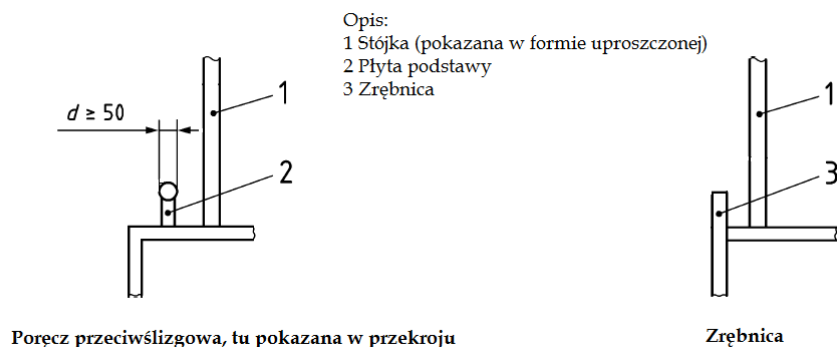 Opis:
1 Stójka (pokazana w formie uproszczonej)
2 Płyta podstawy
3 Zrębnica
d ≥ 50
1
2
1
3
Poręcz przeciwślizgowa, tu pokazana w przekroju
Zrębnica